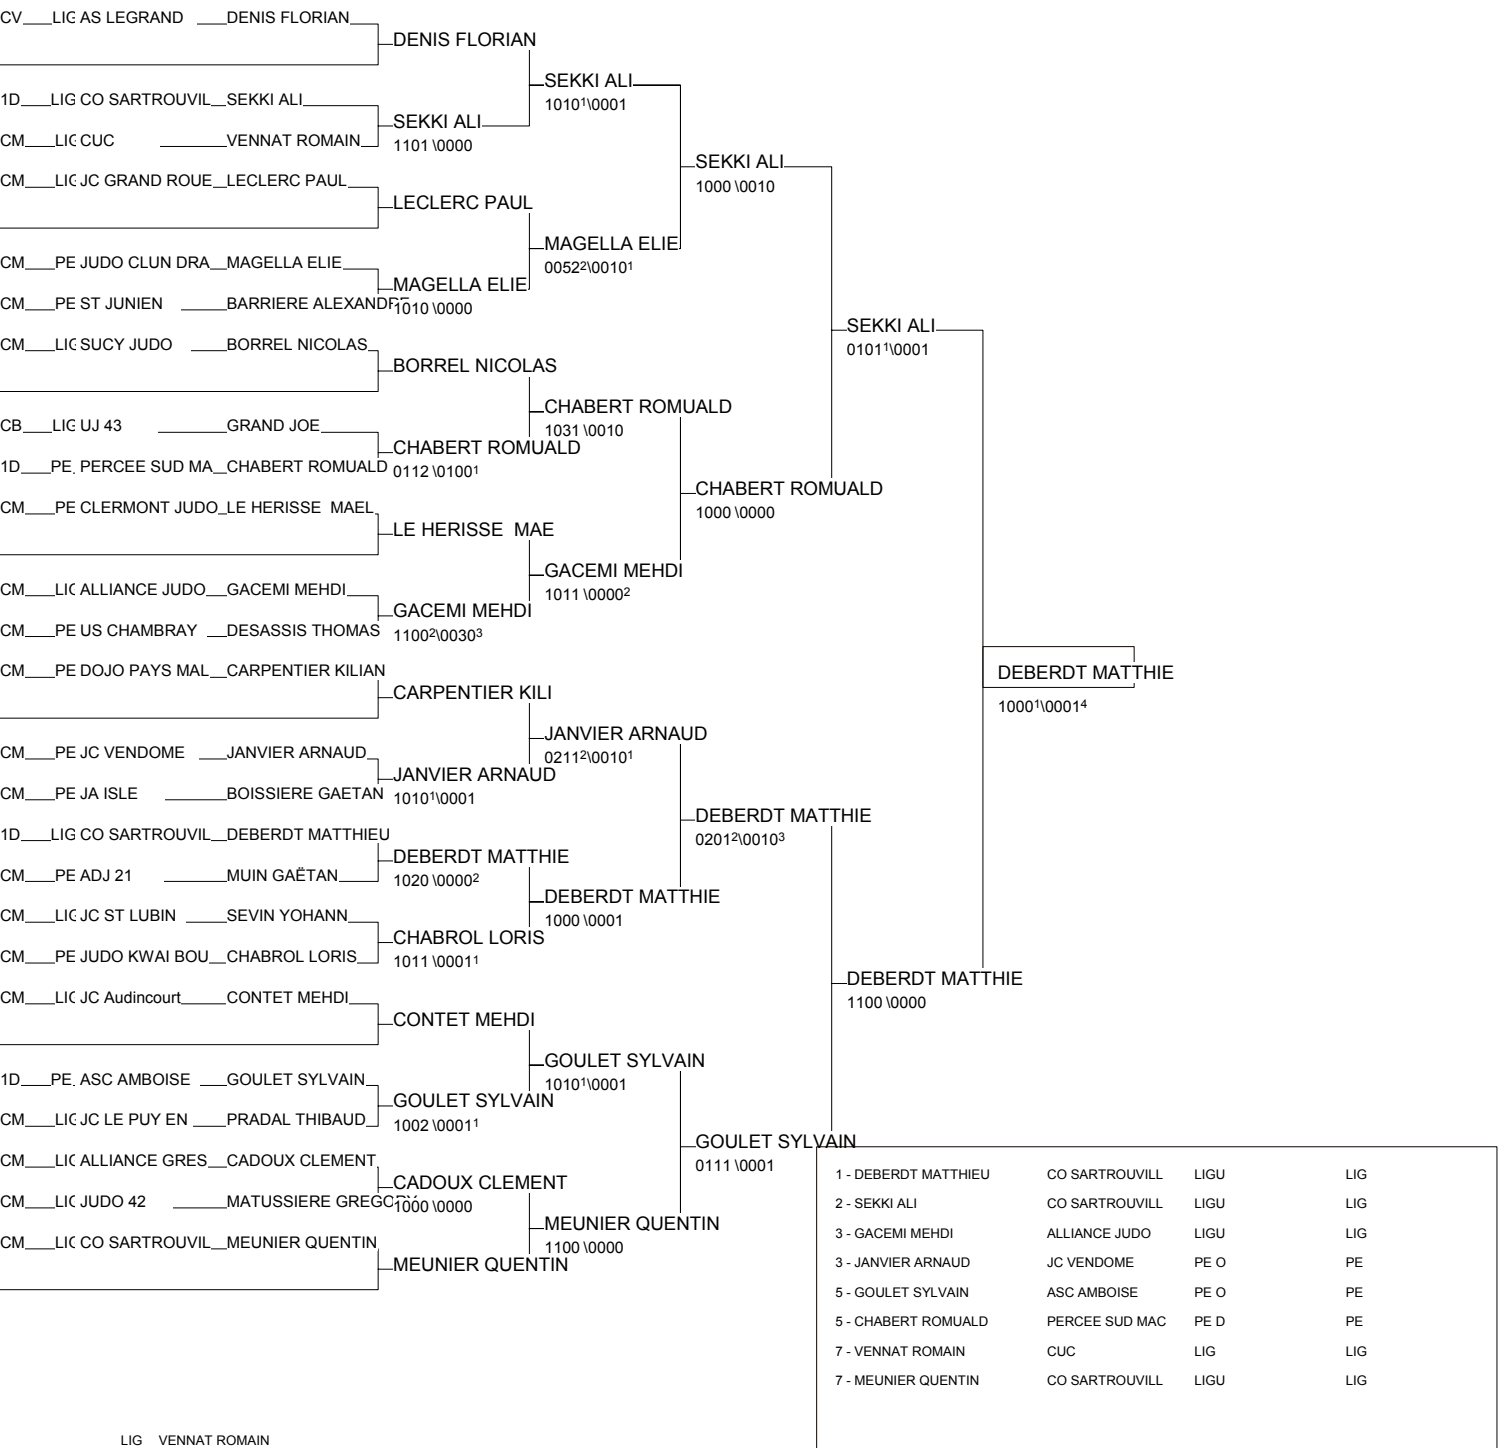 CV LIG AS LEGRAND DENIS FLORIAN
DENIS FLORIAN
SEKKI ALI
1010¹\0001
1D LIG CO SARTROUVIL SEKKI ALI
SEKKI ALI
1101 \0000
CM LIG CUC VENNAT ROMAIN
SEKKI ALI
1000 \0010
CM LIG JC GRAND ROUE LECLERC PAUL
LECLERC PAUL
MAGELLA ELIE
0052²\0010¹
CM PE JUDO CLUN DRA MAGELLA ELIE
MAGELLA ELIE
1010 \0000
CM PE ST JUNIEN BARRIERE ALEXANDRE
SEKKI ALI
0101¹\0001
CM LIG SUCY JUDO BORREL NICOLAS
BORREL NICOLAS
CHABERT ROMUALD
1031 \0010
CB LIG UJ 43 GRAND JOE
CHABERT ROMUALD
0112 \0100¹
1D PE. PERCEE SUD MA CHABERT ROMUALD
CHABERT ROMUALD
1000 \0000
CM PE CLERMONT JUDO LE HERISSE MAEL
LE HERISSE MAE
GACEMI MEHDI
1011 \0000²
CM LIG ALLIANCE JUDO GACEMI MEHDI
GACEMI MEHDI
1100²\0030³
CM PE US CHAMBRAY DESASSIS THOMAS
DEBERDT MATTHIE
1000¹\0001⁴
CM PE DOJO PAYS MAL CARPENTIER KILIAN
CARPENTIER KILI
JANVIER ARNAUD
0211²\0010¹
CM PE JC VENDOME JANVIER ARNAUD
JANVIER ARNAUD
1010¹\0001
CM PE JA ISLE BOISSIERE GAETAN
DEBERDT MATTHIE
0201²\0010³
1D LIG CO SARTROUVIL DEBERDT MATTHIEU
DEBERDT MATTHIE
1020 \0000²
CM PE ADJ 21 MUIN GAËTAN
DEBERDT MATTHIE
1000 \0001
CM LIG JC ST LUBIN SEVIN YOHANN
CHABROL LORIS
1011 \0001¹
CM PE JUDO KWAI BOU CHABROL LORIS
DEBERDT MATTHIE
1100 \0000
CM LIG JC Audincourt CONTET MEHDI
CONTET MEHDI
GOULET SYLVAIN
1010¹\0001
1D PE. ASC AMBOISE GOULET SYLVAIN
GOULET SYLVAIN
1002 \0001¹
CM LIG JC LE PUY EN PRADAL THIBAUD
GOULET SYLVAIN
0111 \0001
CM LIG ALLIANCE GRES CADOUX CLEMENT
CADOUX CLEMENT
1000 \0000
CM LIG JUDO 42 MATUSSIERE GREGORY
MEUNIER QUENTIN
1100 \0000
CM LIG CO SARTROUVIL MEUNIER QUENTIN
MEUNIER QUENTIN
1 - DEBERDT MATTHIEU CO SARTROUVILL LIGU LIG
2 - SEKKI ALI CO SARTROUVILL LIGU LIG
3 - GACEMI MEHDI ALLIANCE JUDO LIGU LIG
3 - JANVIER ARNAUD JC VENDOME PE O PE
5 - GOULET SYLVAIN ASC AMBOISE PE O PE
5 - CHABERT ROMUALD PERCEE SUD MAC PE D PE
7 - VENNAT ROMAIN CUC LIG LIG
7 - MEUNIER QUENTIN CO SARTROUVILL LIGU LIG
LIG VENNAT ROMAIN